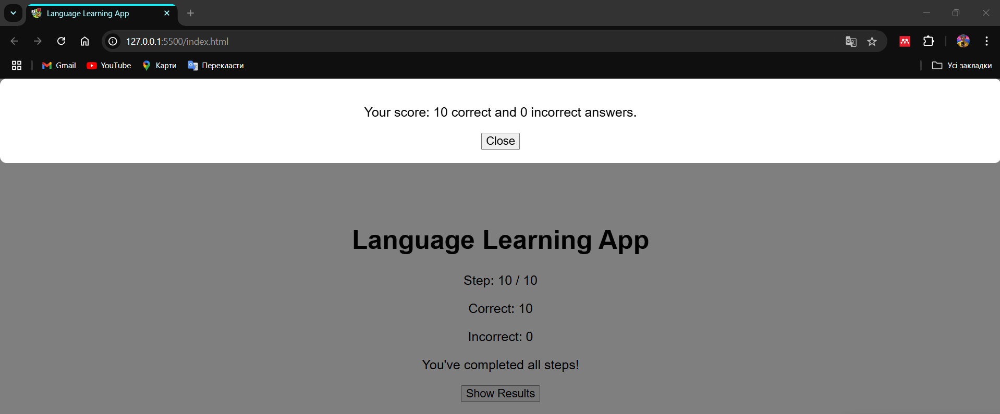 Language Learning App
127.0.0.1:5500/index.html
Gmail YouTube Карти Перекласти Усі закладки
Your score: 10 correct and 0 incorrect answers.
Close
Language Learning App
Step: 10 / 10
Correct: 10
Incorrect: 0
You've completed all steps!
Show Results